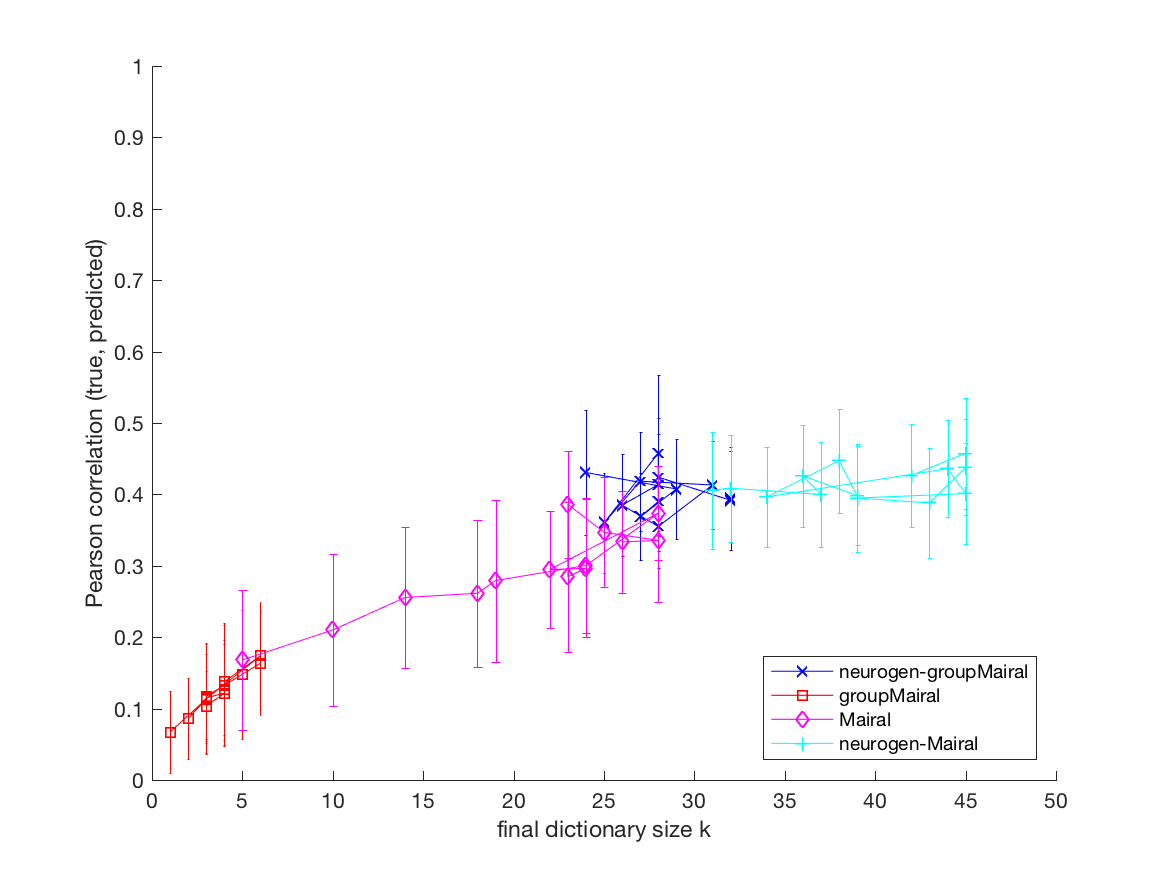 1
0.9
0.8
0.7
0.6
0.5
0.4
0.3
0.2
0.1
0
Pearson correlation (true, predicted)
neurogen-groupMairal
groupMairal
Mairal
neurogen-Mairal
0 5 10 15 20 25 30 35 40 45 50
final dictionary size k